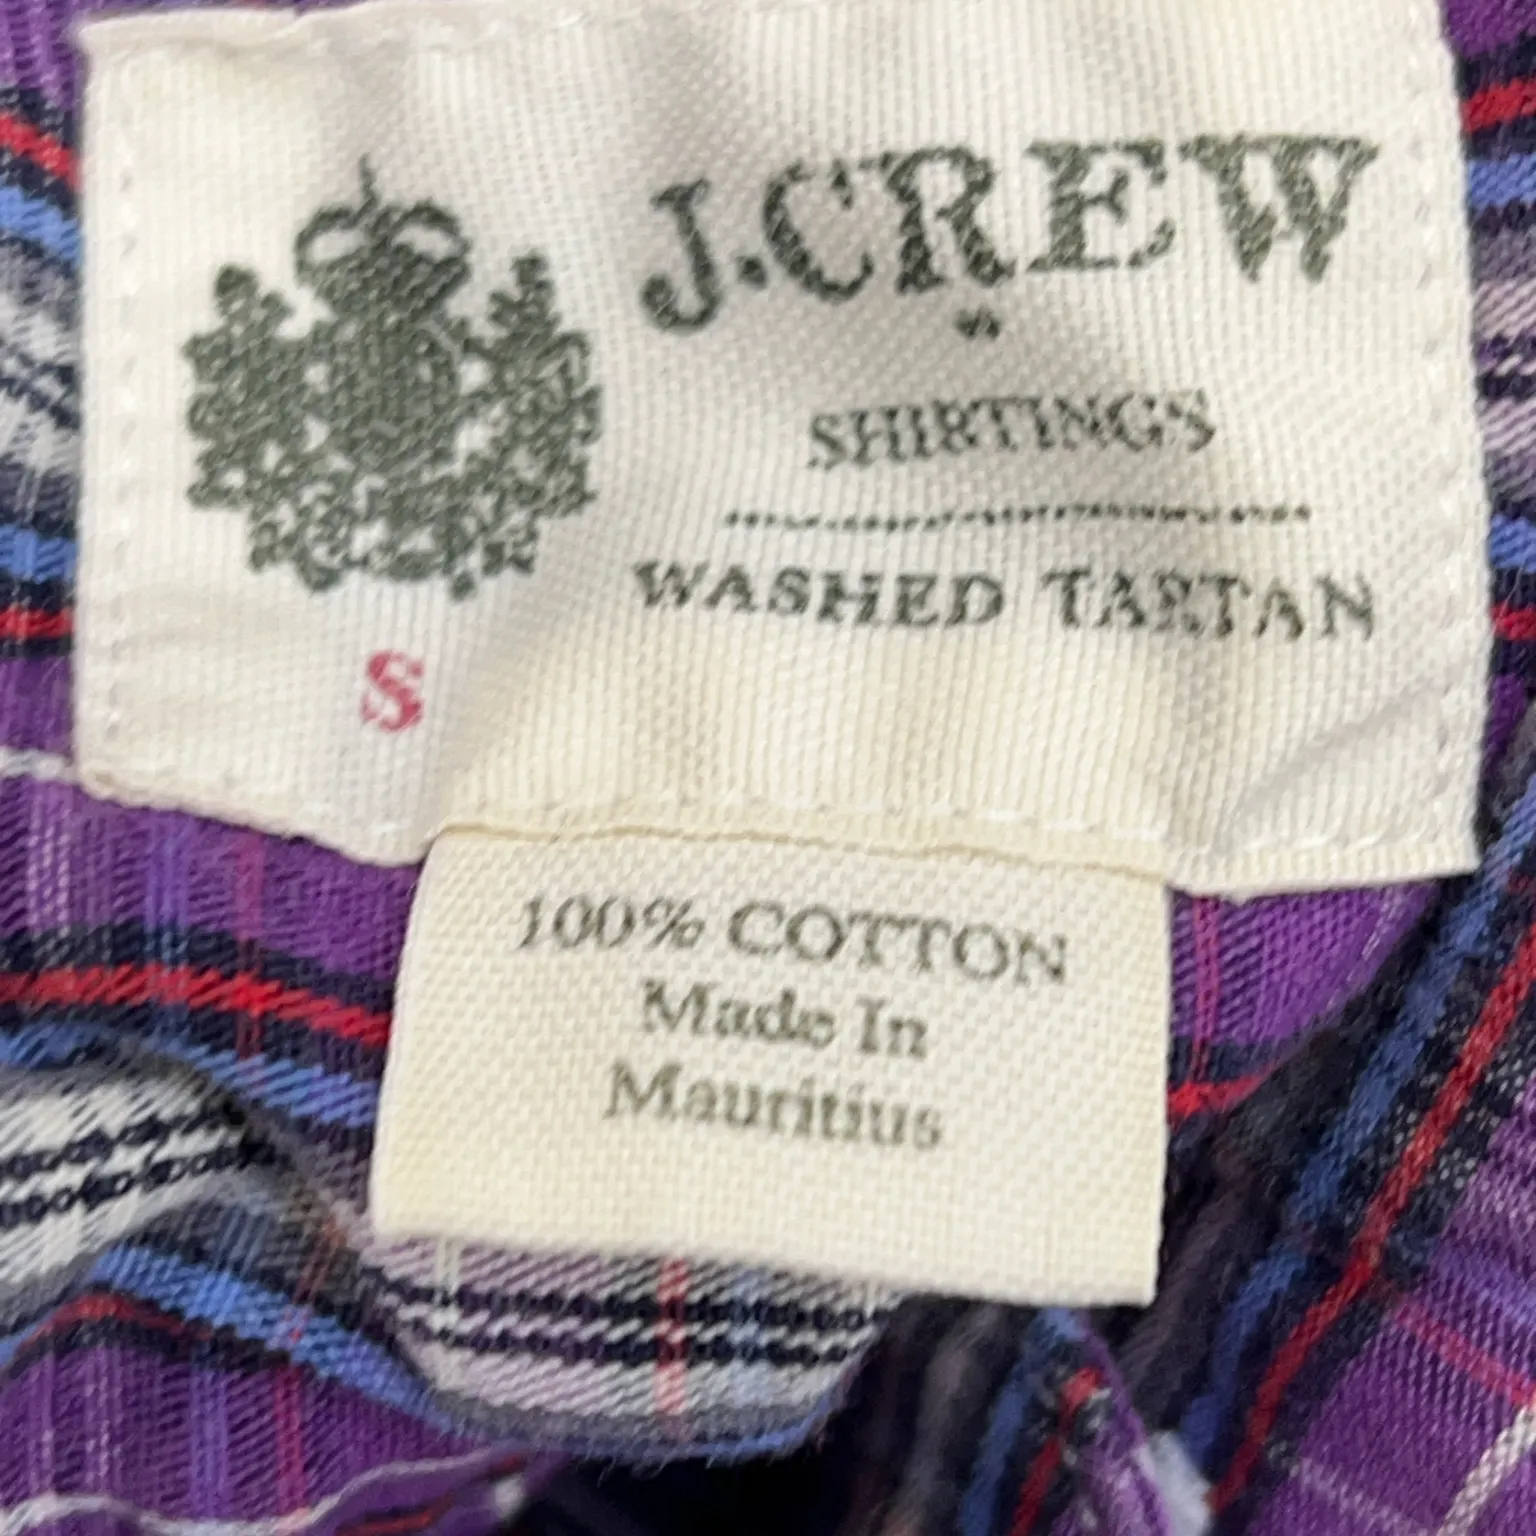 J.CREW
SHIRTINGS
WASHED TARTAN
S
100% COTTON
Made In
Mauritius